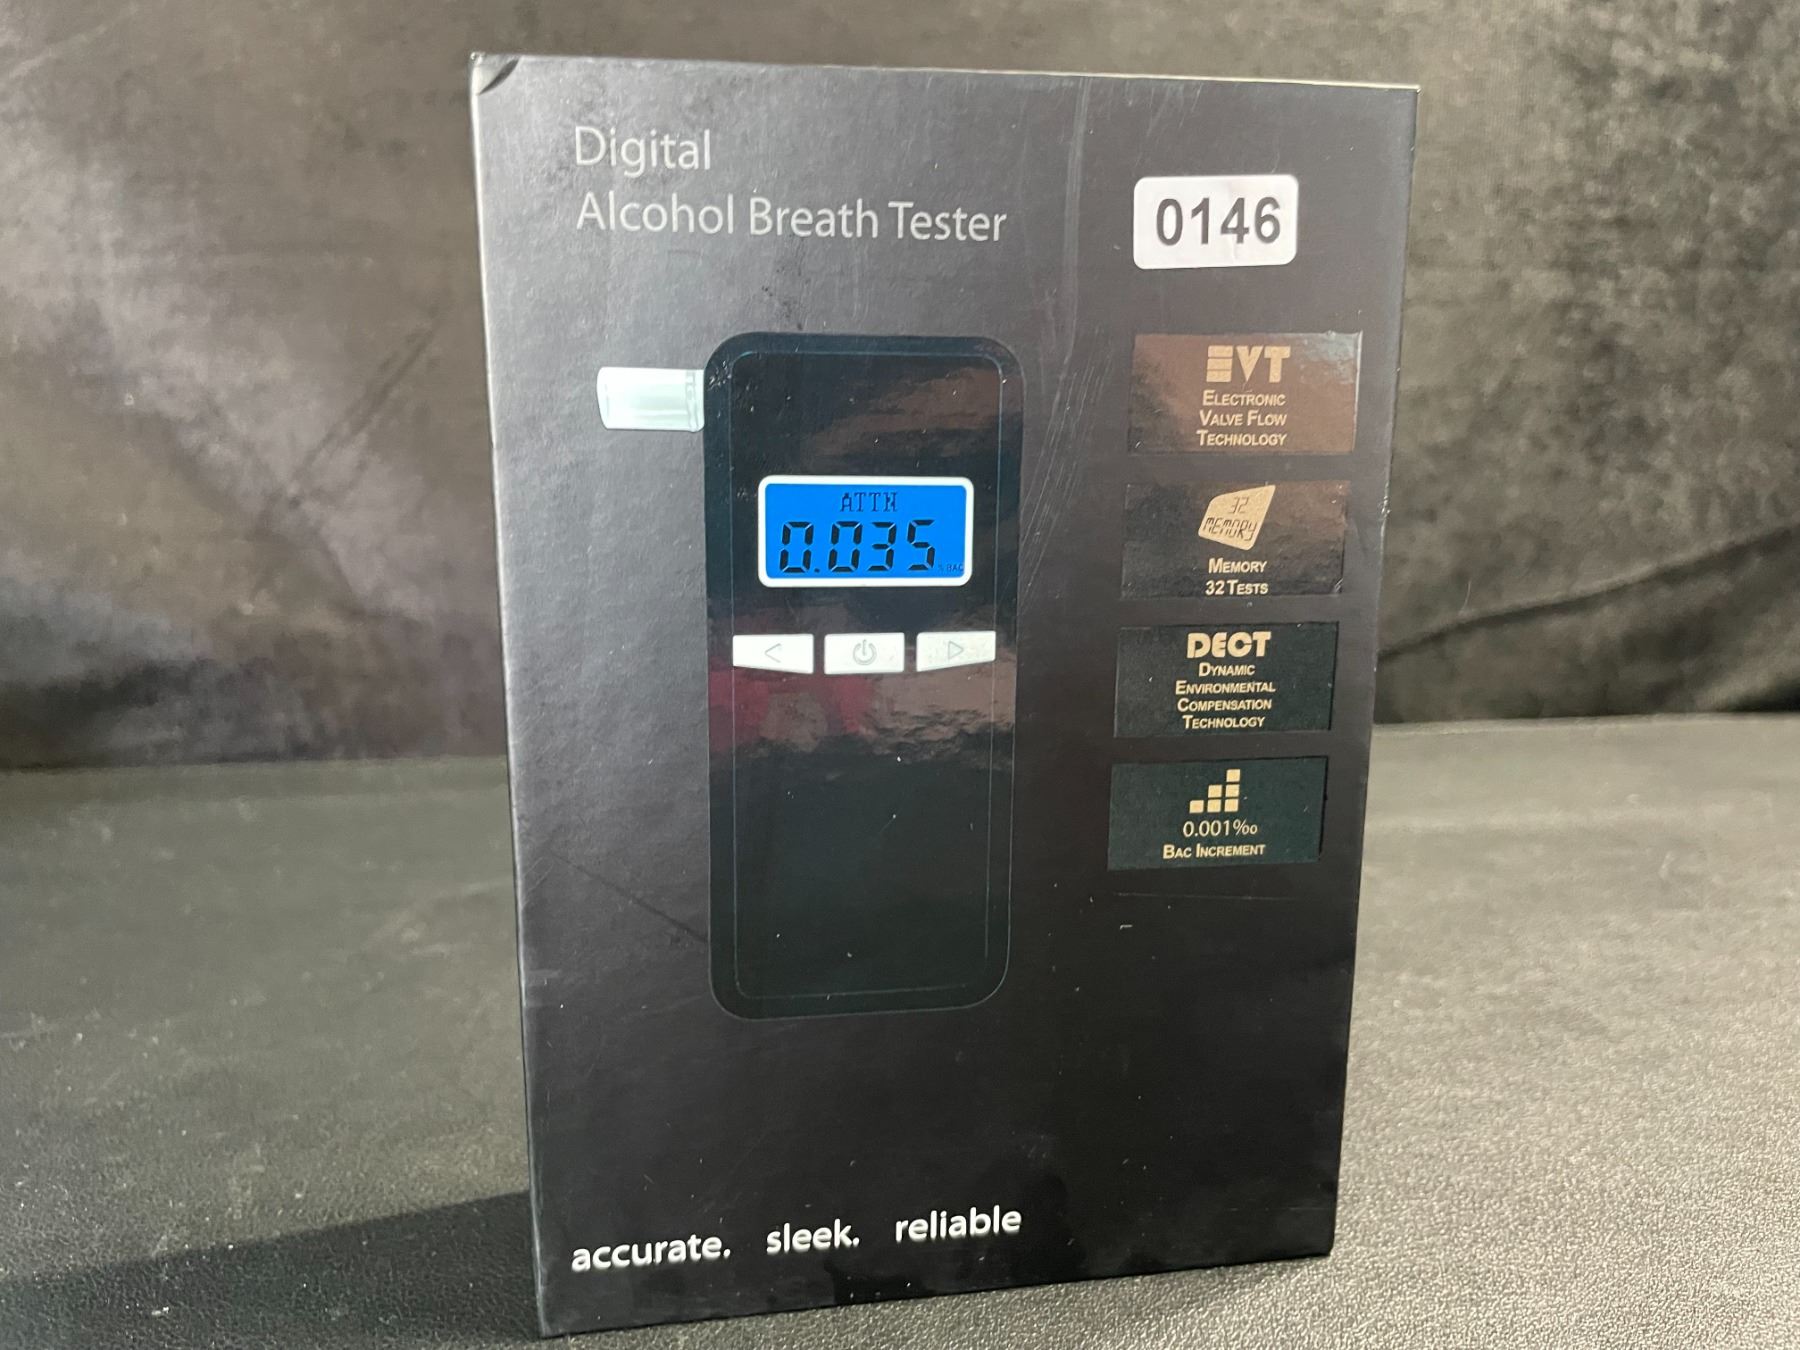 Digital
Alcohol Breath Tester
0146
EVT
ELECTRONIC
VALVE FLOW
TECHNOLOGY
ATTN
0.035
% BAC
32
MEMORY
MEMORY
32 TESTS
DECT
DYNAMIC
ENVIRONMENTAL
COMPENSATION
TECHNOLOGY
0.001‰
BAC INCREMENT
accurate. sleek. reliable